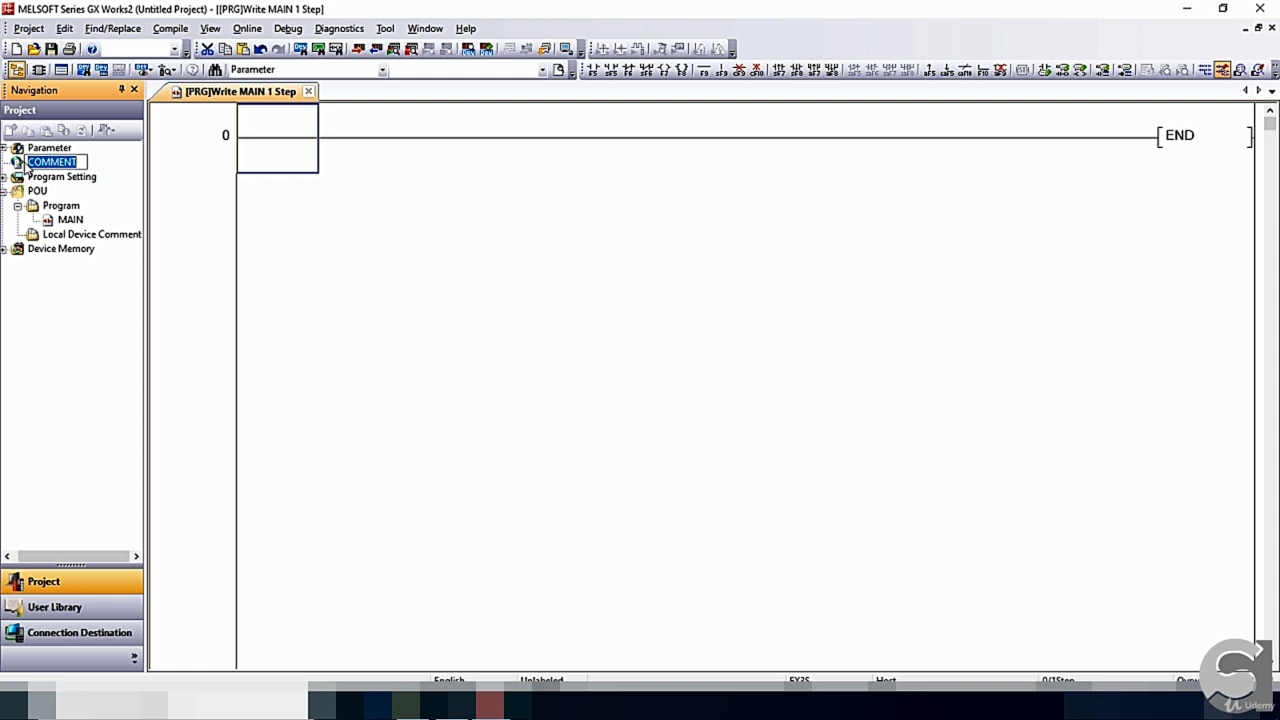 MELSOFT Series GX Works2 (Untitled Project) - [[PRG]Write MAIN 1 Step]
Project Edit Find/Replace Compile View Online Debug Diagnostics Tool Window Help
Parameter
Navigation
[PRG]Write MAIN 1 Step
Project
Parameter
COMMENT
Program Setting
POU
Program
MAIN
Local Device Comment
Device Memory
0
END
Project
User Library
Connection Destination
English Unlabeled FX3S Host 0/1Step
Udemy